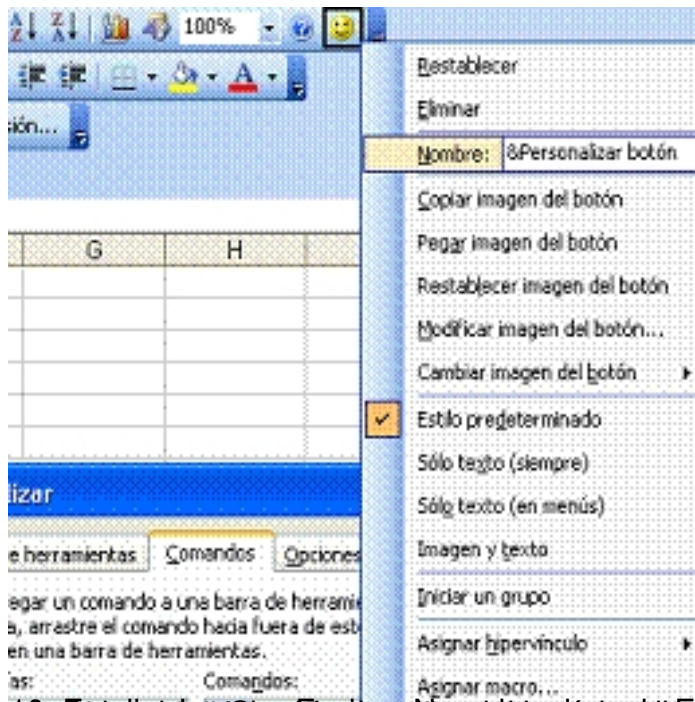 100%
ión...
Restablecer
Eliminar
Nombre: &Personalizar botón
Copiar imagen del botón
Pegar imagen del botón
Restablecer imagen del botón
Modificar imagen del botón...
Cambiar imagen del botón
Estilo predeterminado
Sólo texto (siempre)
Sólo texto (en menús)
Imagen y texto
Iniciar un grupo
Asignar hipervínculo
Asignar macro...
G H
lizar
e herramientas Comandos Opciones
egar un comando a una barra de herramie
a, arrastre el comando hacia fuera de est
en una barra de herramientas.
as: Comandos: